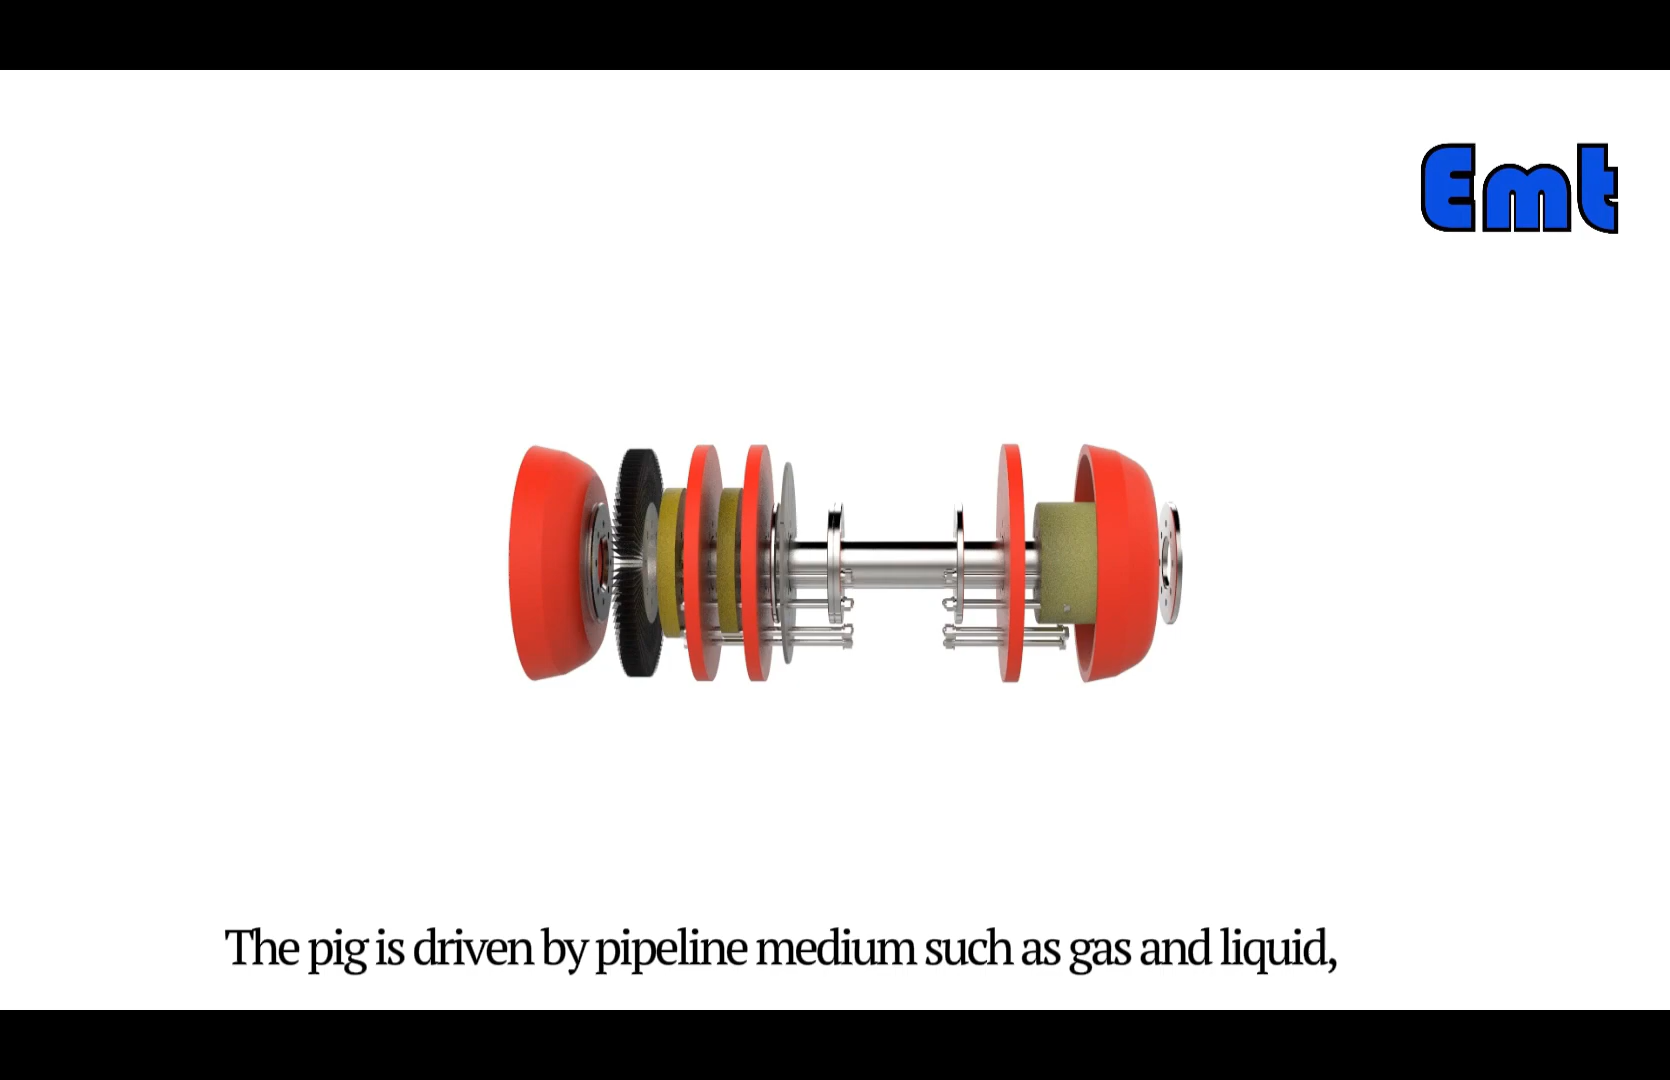 Emt
The pig is driven by pipeline medium such as gas and liquid,